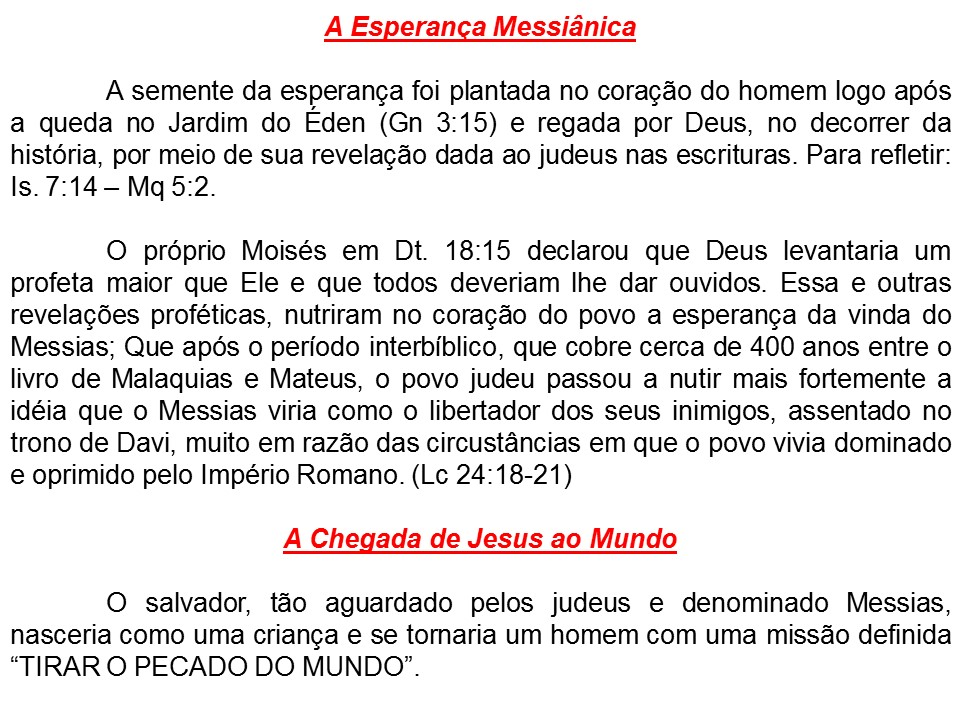 A Esperança Messiânica
A semente da esperança foi plantada no coração do homem logo após
a queda no Jardim do Éden (Gn 3:15) e regada por Deus, no decorrer da
história, por meio de sua revelação dada ao judeus nas escrituras. Para refletir:
Is. 7:14 – Mq 5:2.
O próprio Moisés em Dt. 18:15 declarou que Deus levantaria um
profeta maior que Ele e que todos deveriam lhe dar ouvidos. Essa e outras
revelações proféticas, nutriram no coração do povo a esperança da vinda do
Messias; Que após o período interbíblico, que cobre cerca de 400 anos entre o
livro de Malaquias e Mateus, o povo judeu passou a nutir mais fortemente a
idéia que o Messias viria como o libertador dos seus inimigos, assentado no
trono de Davi, muito em razão das circustâncias em que o povo vivia dominado
e oprimido pelo Império Romano. (Lc 24:18-21)
A Chegada de Jesus ao Mundo
O salvador, tão aguardado pelos judeus e denominado Messias,
nasceria como uma criança e se tornaria um homem com uma missão definida
“TIRAR O PECADO DO MUNDO”.